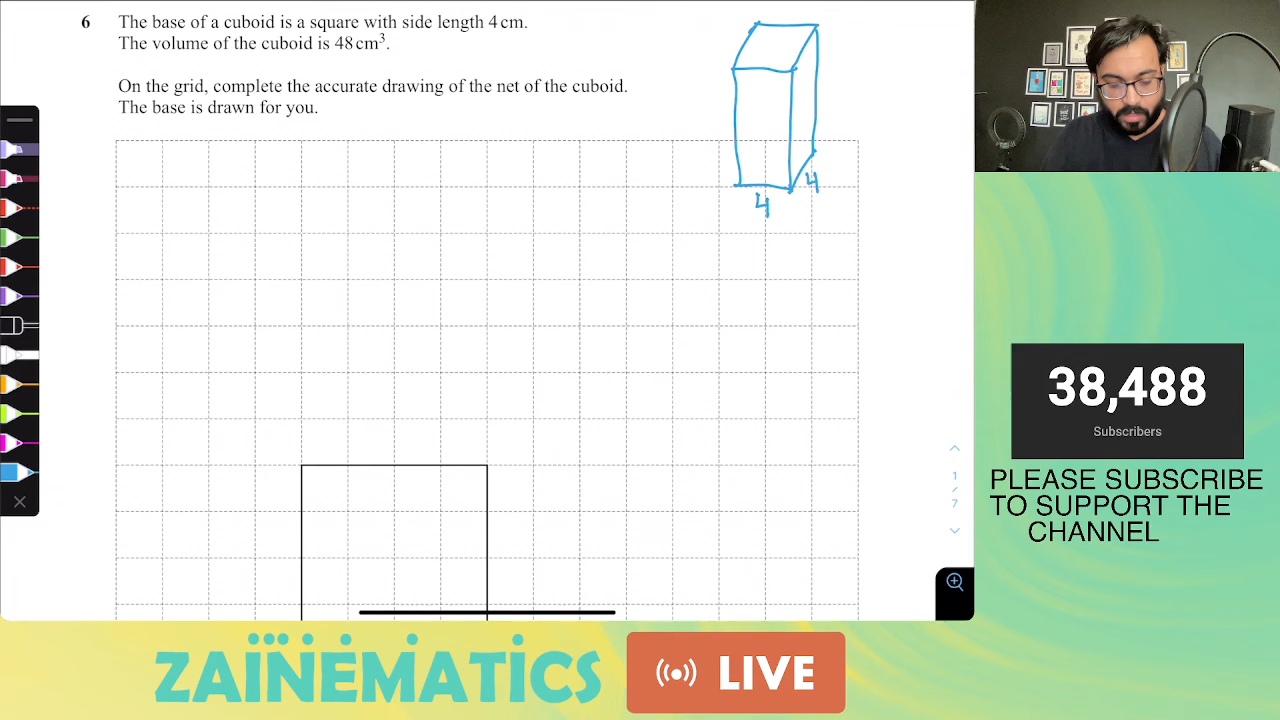 6 The base of a cuboid is a square with side length 4 cm.
The volume of the cuboid is 48 cm³.
On the grid, complete the accurate drawing of the net of the cuboid.
The base is drawn for you.
4
4
1
/
7
38,488
Subscribers
PLEASE SUBSCRIBE
TO SUPPORT THE
CHANNEL
ZAINEMATICS
LIVE